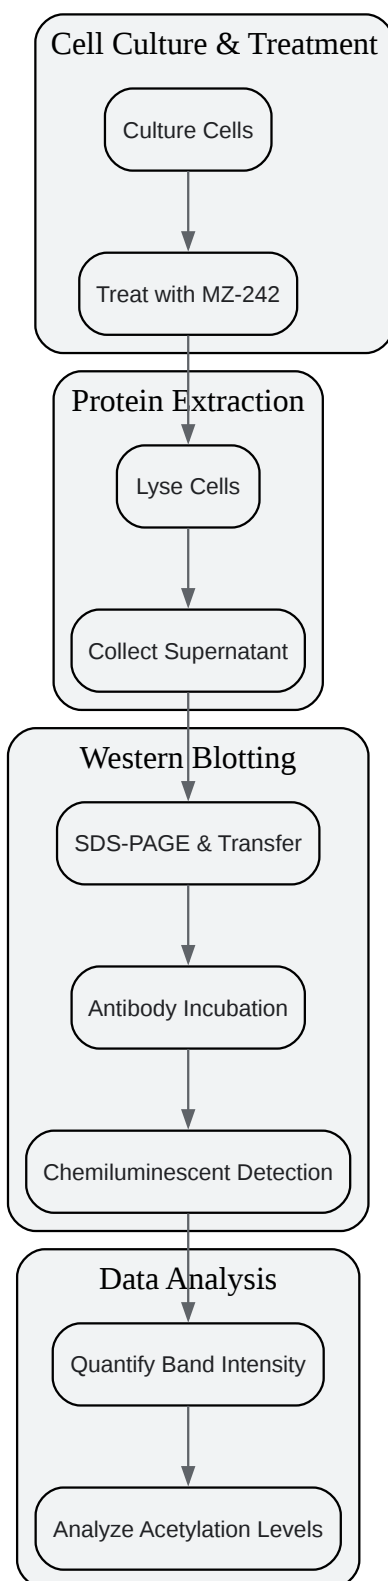 Cell Culture & Treatment
Culture Cells
Treat with MZ-242
Protein Extraction
Lyse Cells
Collect Supernatant
Western Blotting
SDS-PAGE & Transfer
Antibody Incubation
Chemiluminescent Detection
Data Analysis
Quantify Band Intensity
Analyze Acetylation Levels